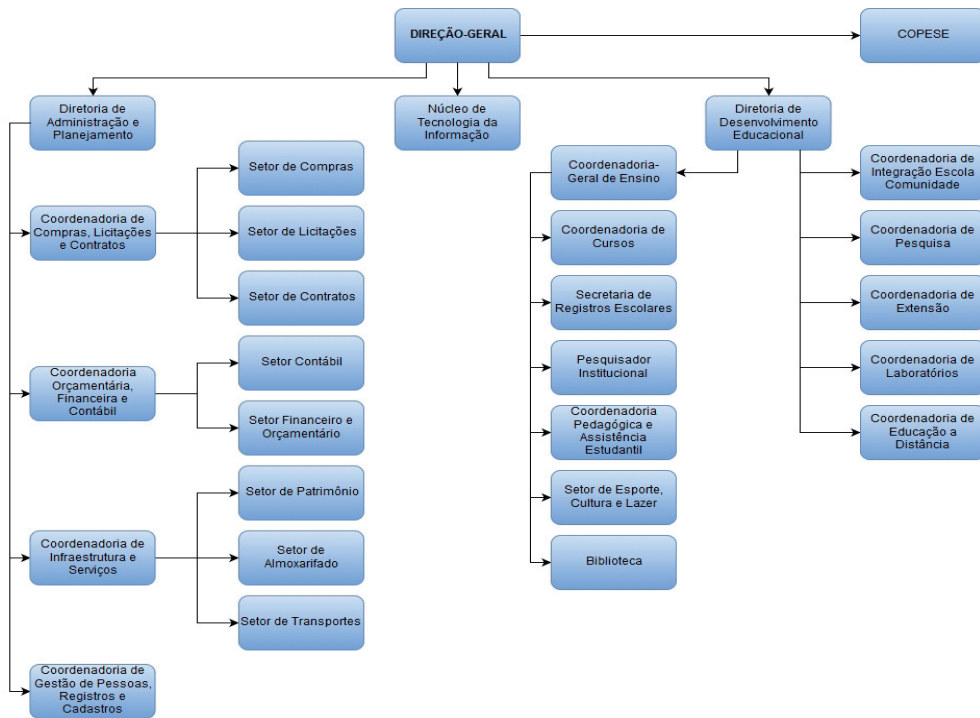 DIREÇÃO-GERAL
COPESE
Diretoria de
Administração e
Planejamento
Núcleo de
Tecnologia da
Informação
Diretoria de
Desenvolvimento
Educacional
Coordenadoria de
Compras, Licitações
e Contratos
Setor de Compras
Setor de Licitações
Setor de Contratos
Coordenadoria
Orçamentária,
Financeira e
Contábil
Setor Contábil
Setor Financeiro e
Orçamentário
Coordenadoria de
Infraestrutura e
Serviços
Setor de Patrimônio
Setor de
Almoxarifado
Setor de Transportes
Coordenadoria de
Gestão de Pessoas,
Registros e
Cadastros
Coordenadoria-
Geral de Ensino
Coordenadoria de
Cursos
Secretaria de
Registros Escolares
Pesquisador
Institucional
Coordenadoria
Pedagógica e
Assistência
Estudantil
Setor de Esporte,
Cultura e Lazer
Biblioteca
Coordenadoria de
Integração Escola
Comunidade
Coordenadoria de
Pesquisa
Coordenadoria de
Extensão
Coordenadoria de
Laboratórios
Coordenadoria de
Educação a
Distância